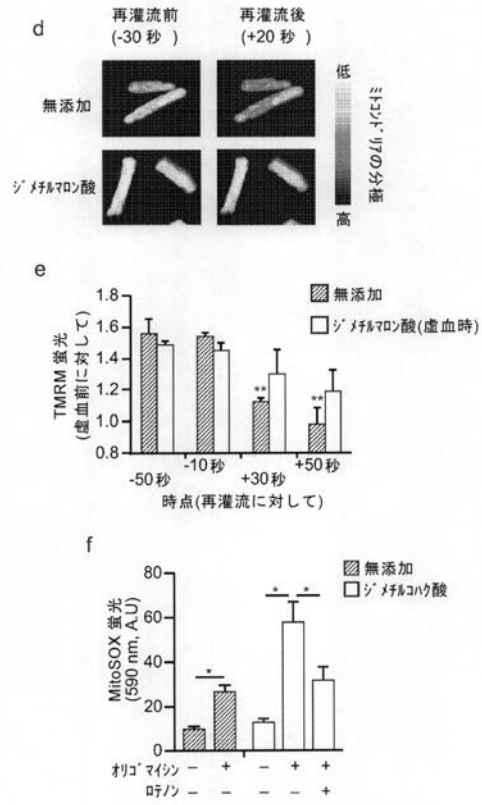 d
再灌流前
(-30 秒 )
再灌流後
(+20 秒 )
無添加
ジメチルマロン酸
低
高
ミトコンドリアの分極
e
TMRM 蛍光
(虚血前に対して)
1.8
1.6
1.4
1.2
1.0
0.8
**
**
無添加
ジメチルマロン酸(虚血時)
-50秒
-10秒
+30秒
+50秒
時点(再灌流に対して)
f
MitoSOX 蛍光
(590 nm, A.U)
80
60
40
20
0
*
*
*
無添加
ジメチルコハク酸
オリゴマイシン − + − + +
ロテノン − − − − +